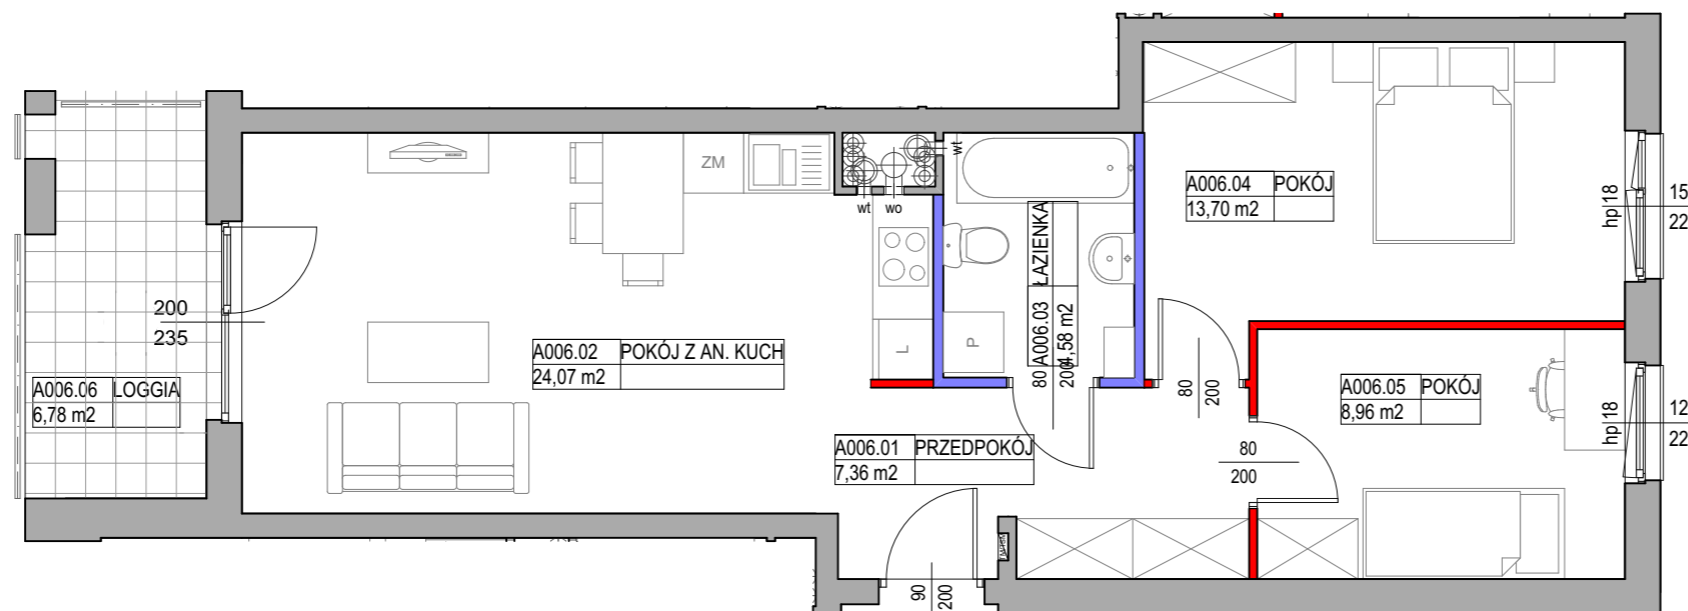 ZM
wt
wt
wo
A006.04 POKÓJ
13,70 m2
hp18
15
22
A006.03 ŁAZIENKA
4,58 m2
200
235
A006.02 POKÓJ Z AN. KUCH
24,07 m2
L
P
80
200
80
200
A006.06 LOGGIA
6,78 m2
A006.05 POKÓJ
8,96 m2
hp18
12
22
A006.01 PRZEDPOKÓJ
7,36 m2
80
200
90
200